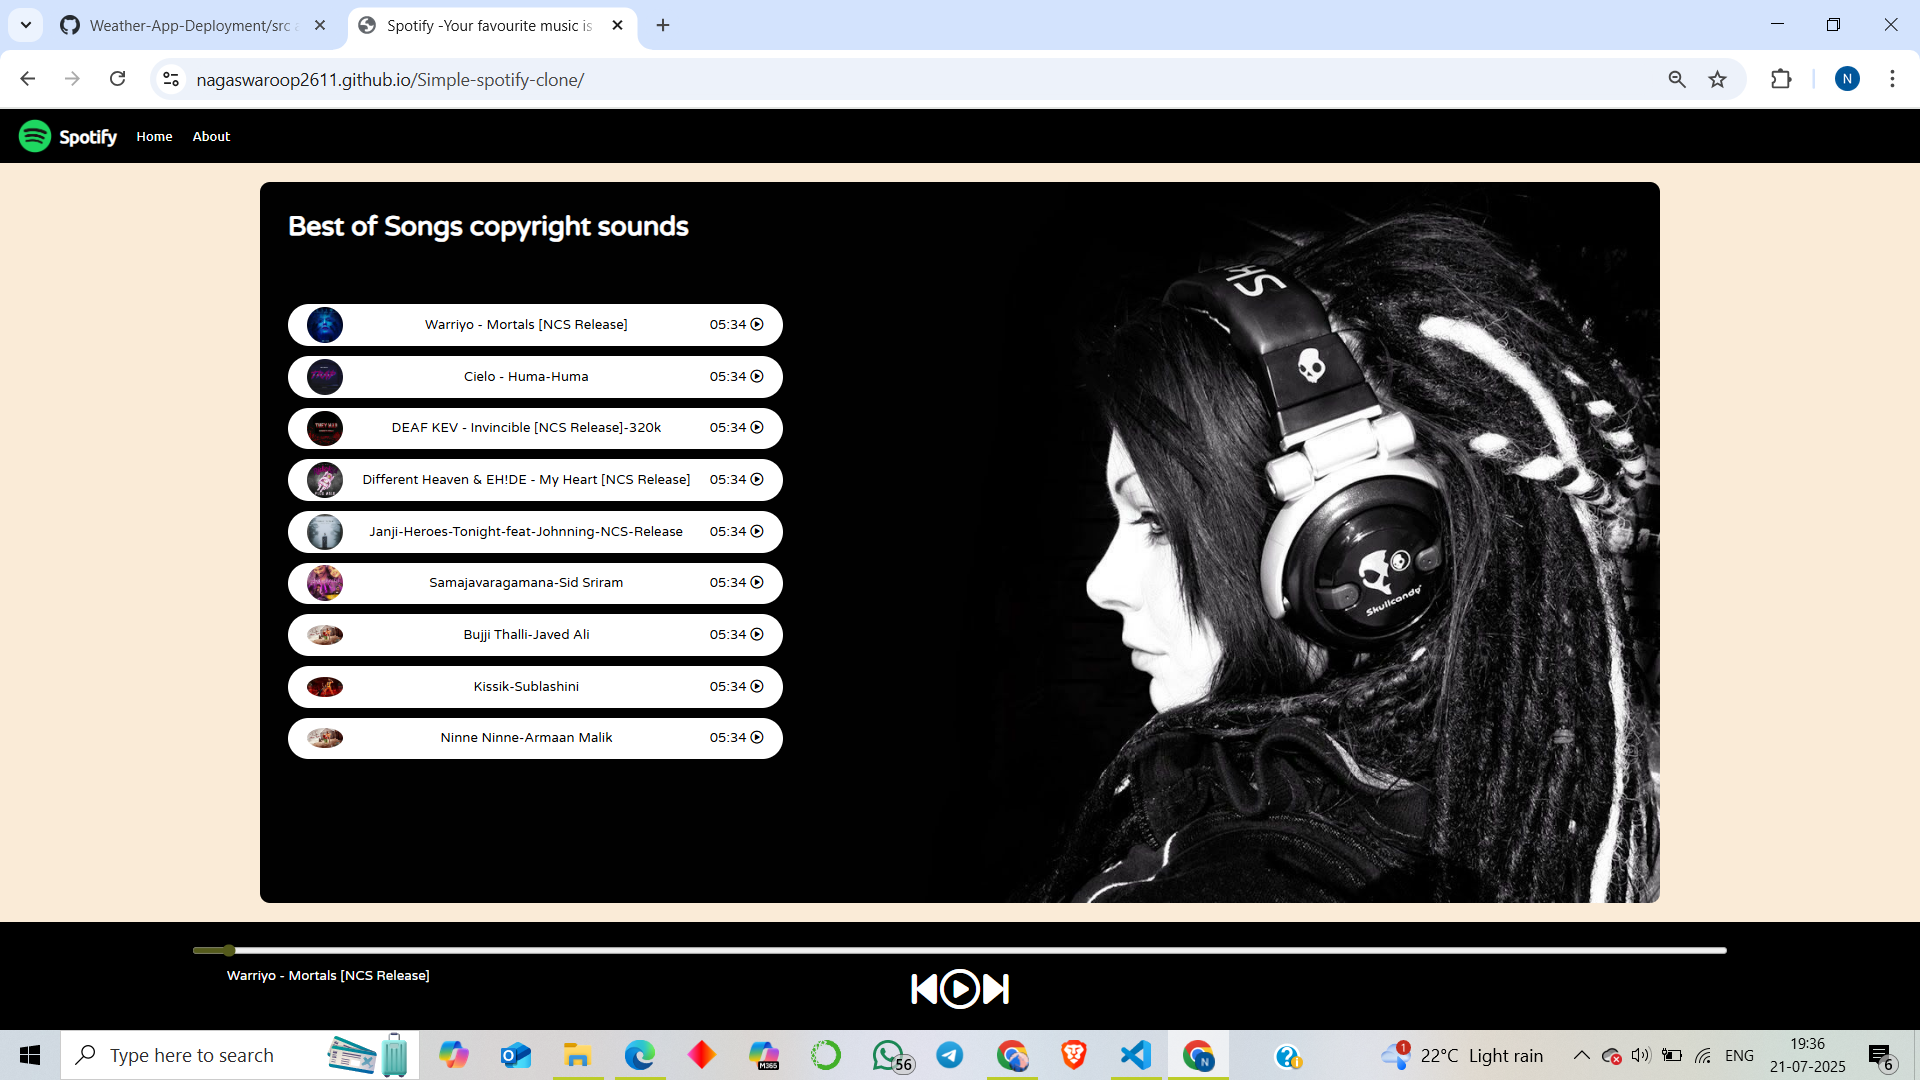 Weather-App-Deployment/src a
Spotify -Your favourite music is
nagaswaroop2611.github.io/Simple-spotify-clone/
N
Spotify
Home
About
Best of Songs copyright sounds
Warriyo - Mortals [NCS Release] 05:34
Cielo - Huma-Huma 05:34
DEAF KEV - Invincible [NCS Release]-320k 05:34
Different Heaven & EH!DE - My Heart [NCS Release] 05:34
Janji-Heroes-Tonight-feat-Johnning-NCS-Release 05:34
Samajavaragamana-Sid Sriram 05:34
Bujji Thalli-Javed Ali 05:34
Kissik-Sublashini 05:34
Ninne Ninne-Armaan Malik 05:34
Skullcandy
Warriyo - Mortals [NCS Release]
Type here to search
M365
56
N
1
22°C Light rain
ENG
19:36
21-07-2025
6